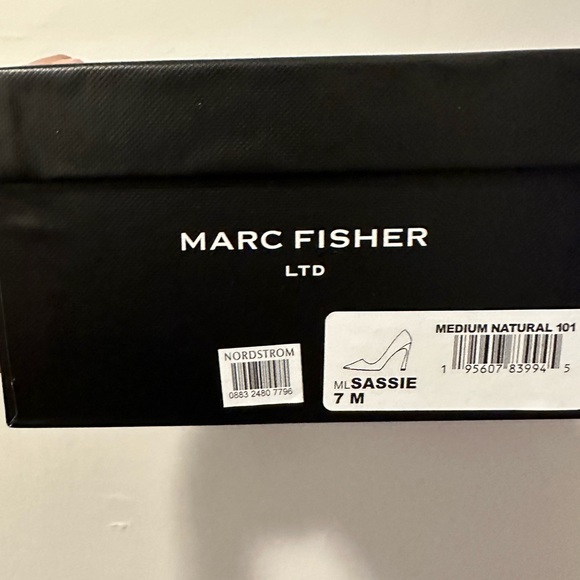 MARC FISHER
LTD
NORDSTROM
0883 2480 7796
MEDIUM NATURAL 101
1 95607 83994 5
MLSASSIE
7 M